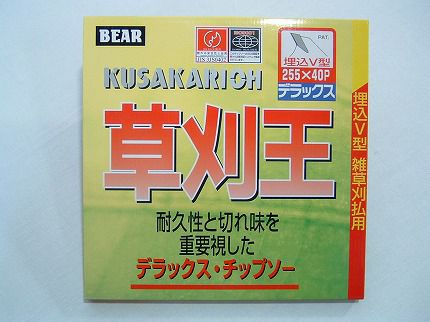 BEAR
PAT.
埋込V型
255×40P
デラックス
KUSAKARIOH
草刈王
耐久性と切れ味を
重要視した
デラックス・チップソー
埋込V型 雑草刈払用